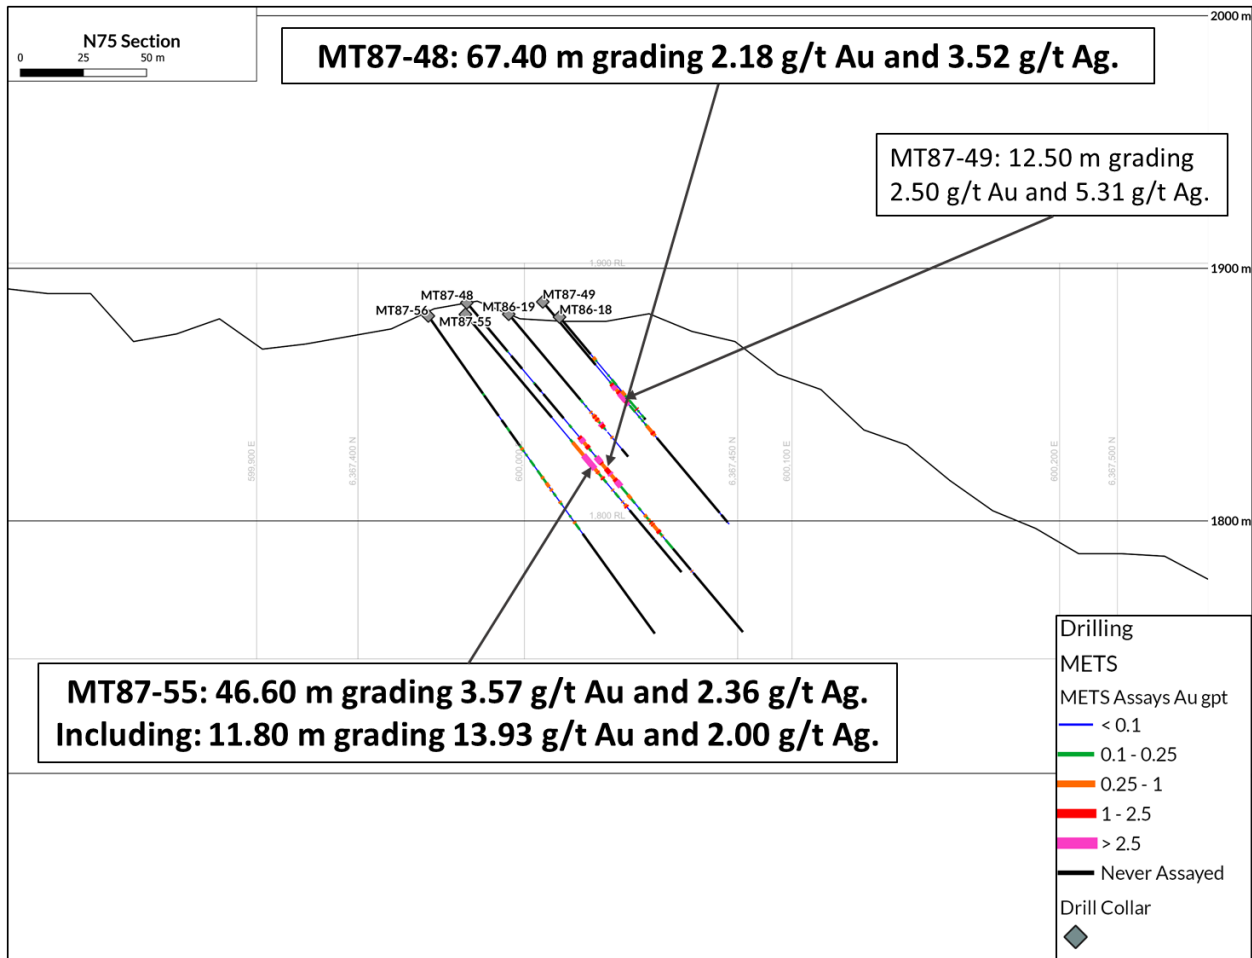 2000 m
N75 Section
0 25 50 m
MT87-48: 67.40 m grading 2.18 g/t Au and 3.52 g/t Ag.
MT87-49: 12.50 m grading
2.50 g/t Au and 5.31 g/t Ag.
1,900 RL
1900 m
MT87-48
MT87-49
MT87-56
MT86-19
MT86-18
MT87-55
599,900 E
6,367,400 N
600,000 E
6,367,450 N
600,100 E
600,200 E
6,367,500 N
1,800 RL
1800 m
MT87-55: 46.60 m grading 3.57 g/t Au and 2.36 g/t Ag.
Including: 11.80 m grading 13.93 g/t Au and 2.00 g/t Ag.
Drilling
METS
METS Assays Au gpt
< 0.1
0.1 - 0.25
0.25 - 1
1 - 2.5
> 2.5
Never Assayed
Drill Collar